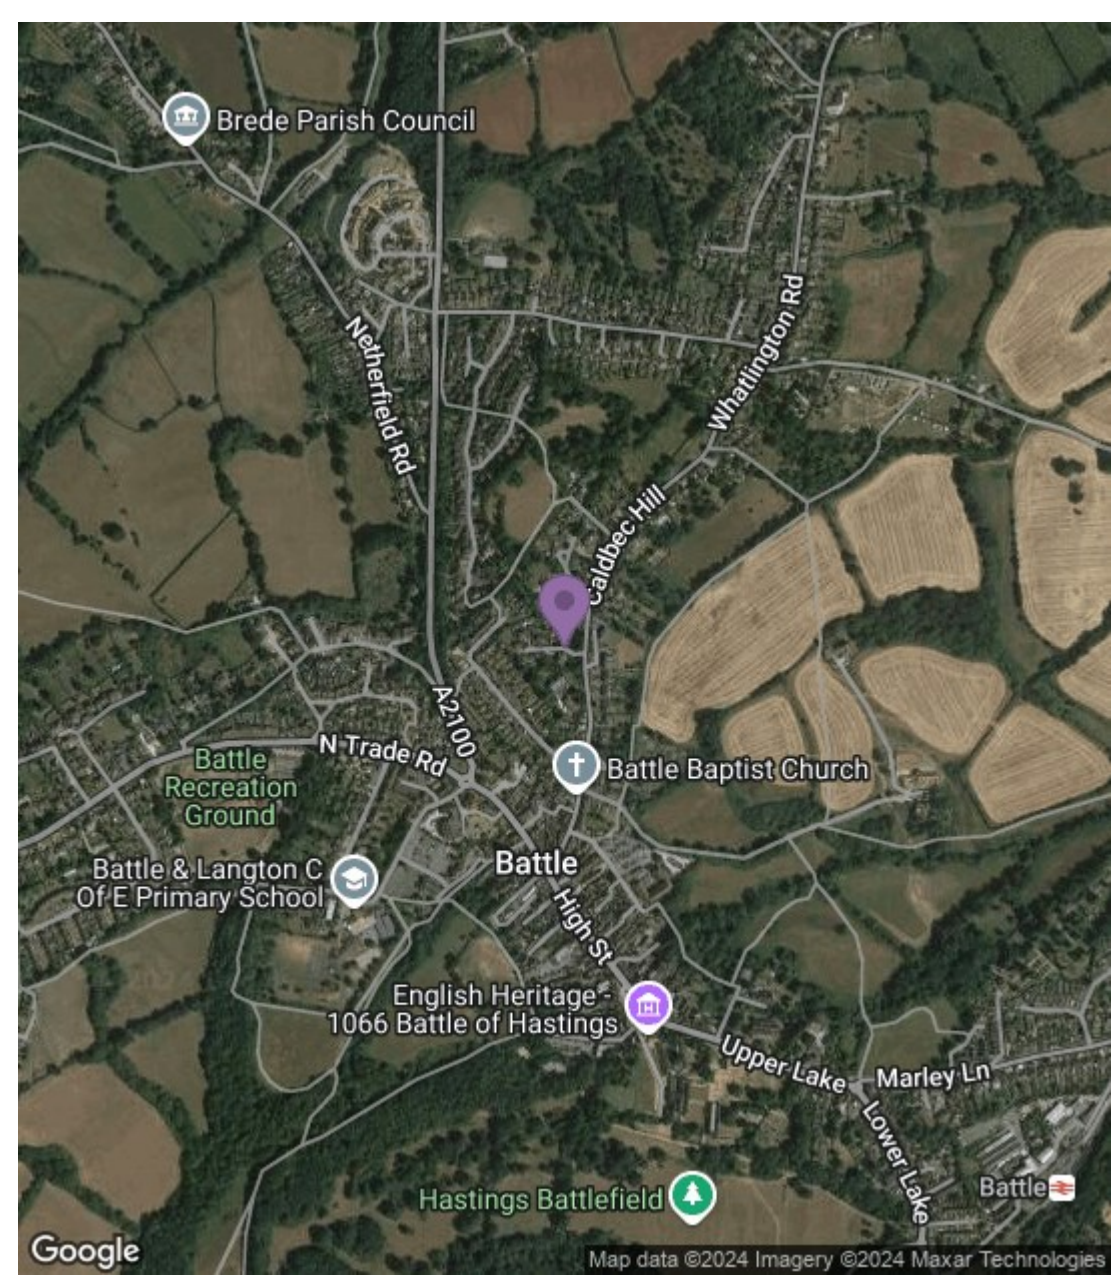 Brede Parish Council
Whatlington Rd
Netherfield Rd
Caldbec Hill
A2100
N Trade Rd
Battle
Recreation
Ground
Battle Baptist Church
Battle & Langton C
Of E Primary School
Battle
High St
English Heritage -
1066 Battle of Hastings
Upper Lake
Marley Ln
Lower Lake
Hastings Battlefield
Battle
Google
Map data ©2024 Imagery ©2024 Maxar Technologies